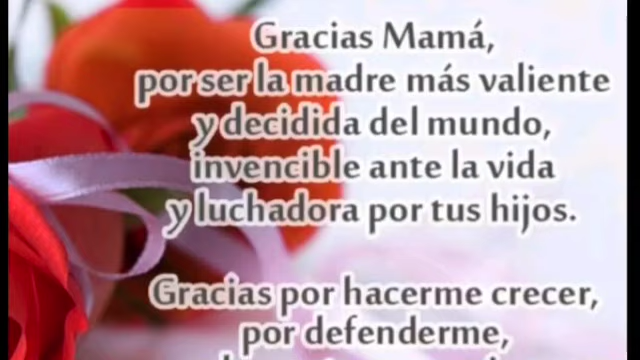 Gracias Mamá,
por ser la madre más valiente
y decidida del mundo,
invencible ante la vida
y luchadora por tus hijos.
Gracias por hacerme crecer,
por defenderme,